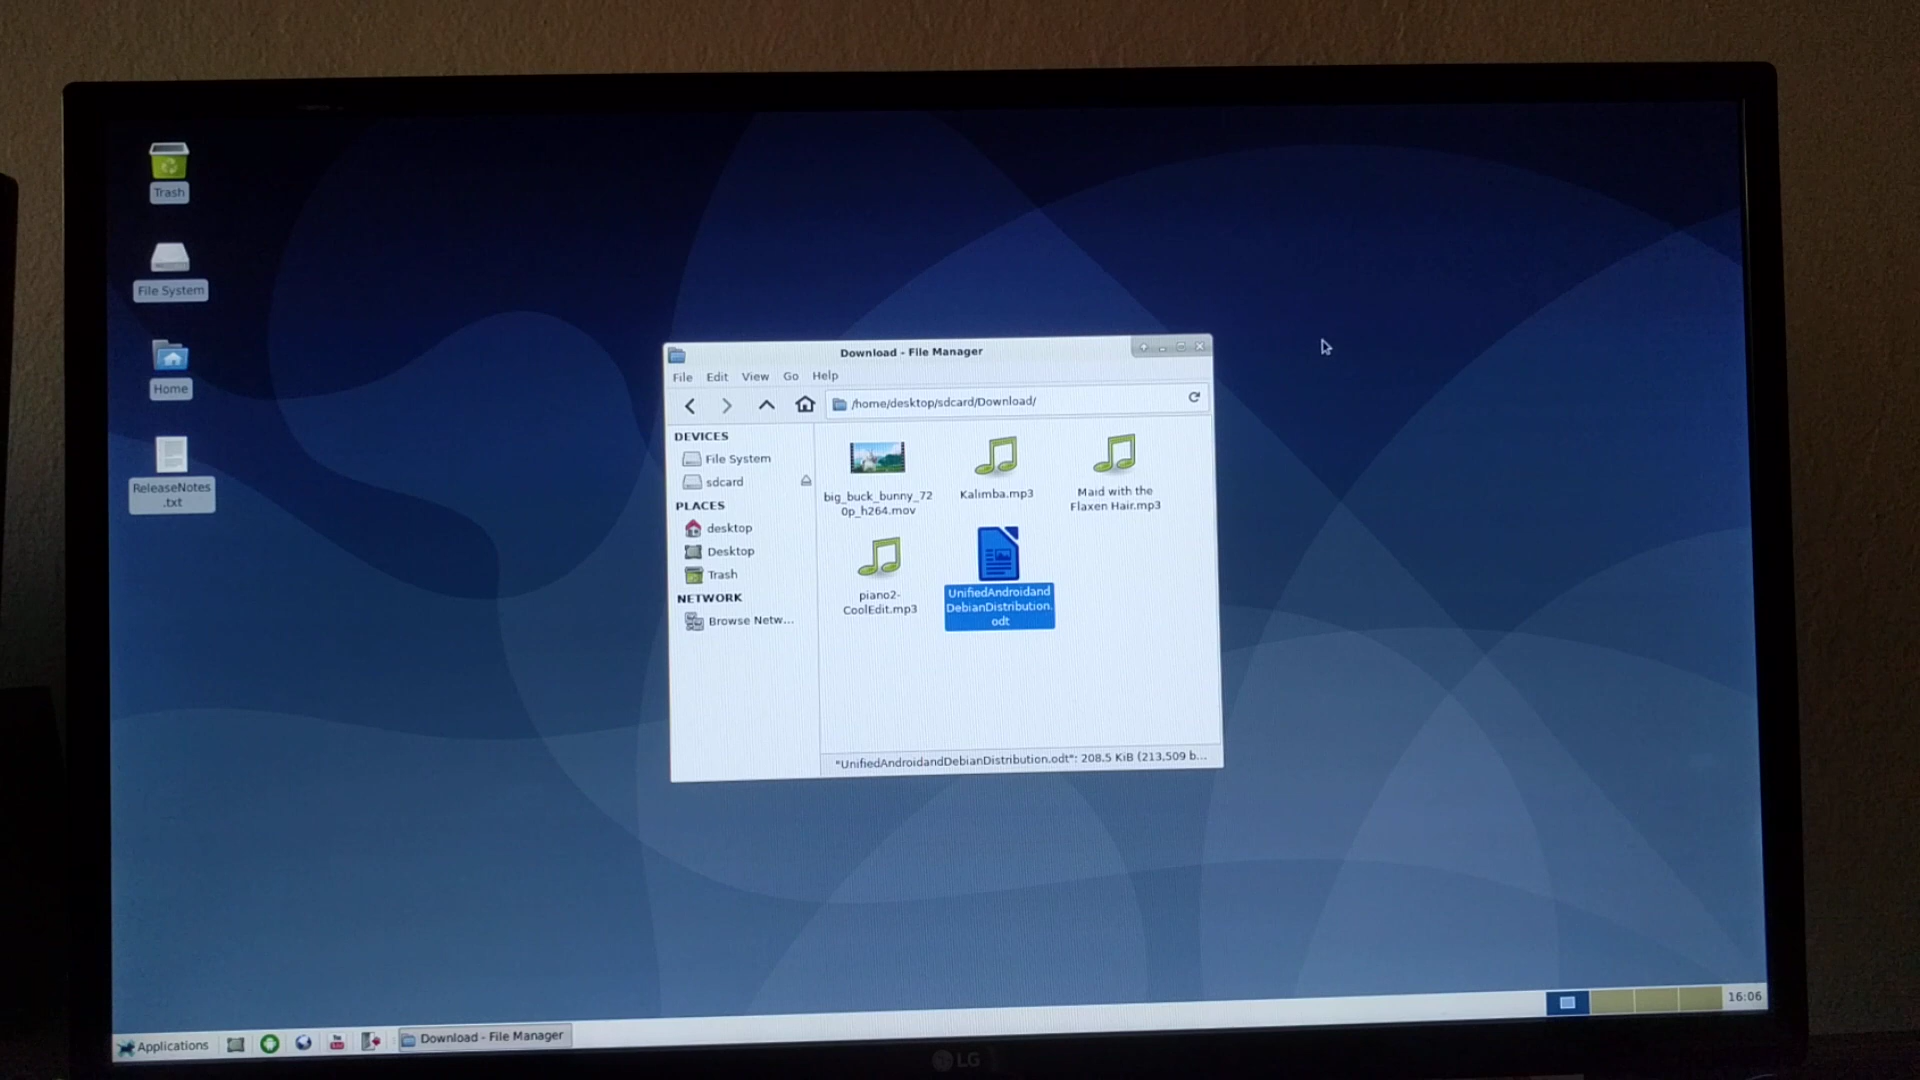 Trash
File System
Home
ReleaseNotes
.txt
Download - File Manager
File Edit View Go Help
/home/desktop/sdcard/Download/
DEVICES
File System
sdcard
PLACES
desktop
Desktop
Trash
NETWORK
Browse Netw...
big_buck_bunny_72
0p_h264.mov
Kalimba.mp3
Maid with the
Flaxen Hair.mp3
piano2-
CoolEdit.mp3
UnifiedAndroidand
DebianDistribution.
odt
"UnifiedAndroidandDebianDistribution.odt": 208.5 KiB (213,509 b...
Applications
Download - File Manager
16:06
LG